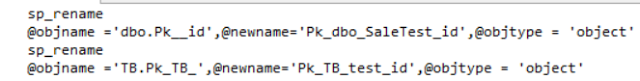 sp_rename
@objname ='dbo.Pk__id',@newname='Pk_dbo_SaleTest_id',@objtype = 'object'
sp_rename
@objname ='TB.Pk_TB_',@newname='Pk_TB_test_id',@objtype = 'object'